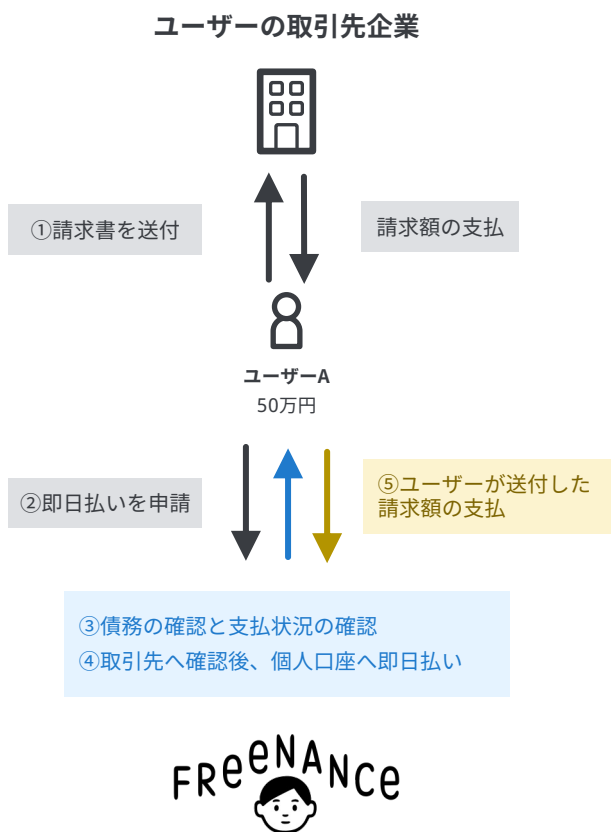 ユーザーの取引先企業
①請求書を送付
請求額の支払
ユーザーA
50万円
②即日払いを申請
⑤ユーザーが送付した
請求額の支払
③債務の確認と支払状況の確認
④取引先へ確認後、個人口座へ即日払い
FReeNANCe